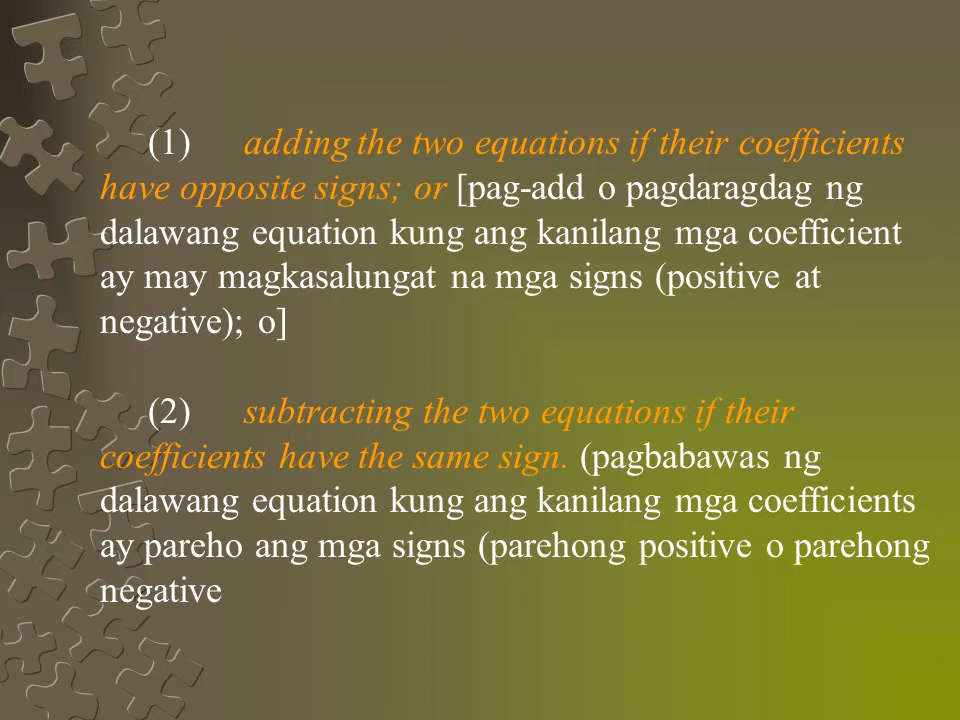 (1) adding the two equations if their coefficients
have opposite signs; or [pag-add o pagdaragdag ng
dalawang equation kung ang kanilang mga coefficient
ay may magkasalungat na mga signs (positive at
negative); o]
(2) subtracting the two equations if their
coefficients have the same sign. (pagbabawas ng
dalawang equation kung ang kanilang mga coefficients
ay pareho ang mga signs (parehong positive o parehong
negative